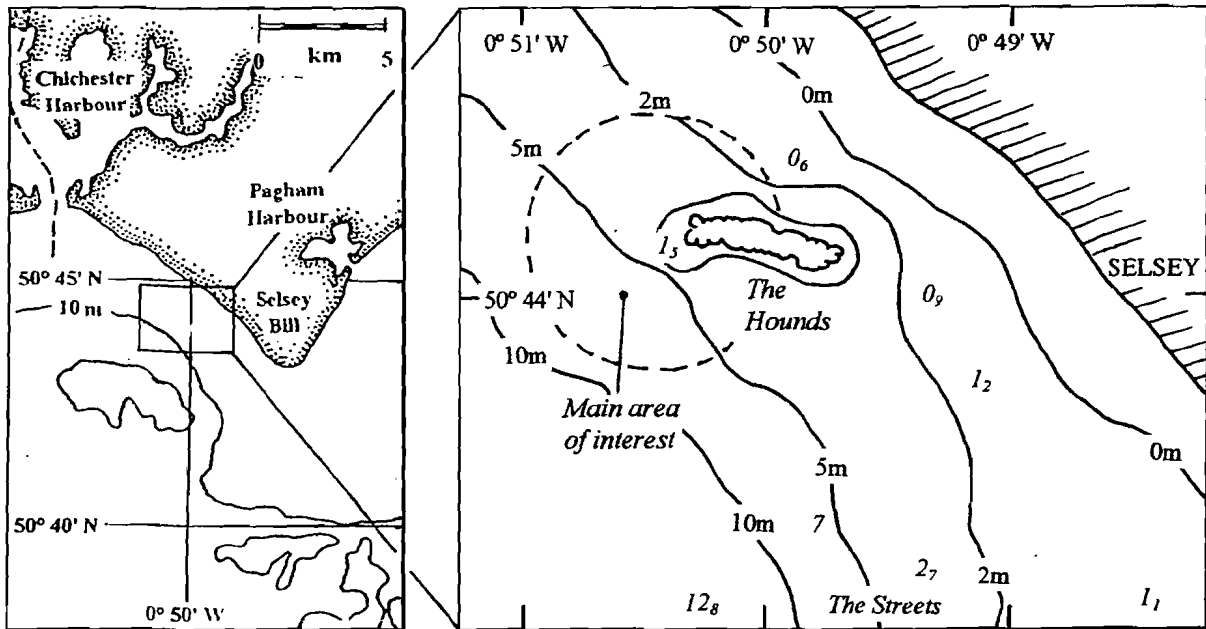 0
km
5
Chichester
Harbour
Pagham
Harbour
50° 45' N
10 m
Selsey
Bill
50° 40' N
0° 50' W
0° 51' W
0° 50' W
0° 49' W
2m
0m
5m
0₆
1₅
SELSEY
50° 44' N
The
Hounds
0₉
10m
1₂
Main area
of interest
5m
0m
10m
7
2₇
2m
12₈
The Streets
1₁